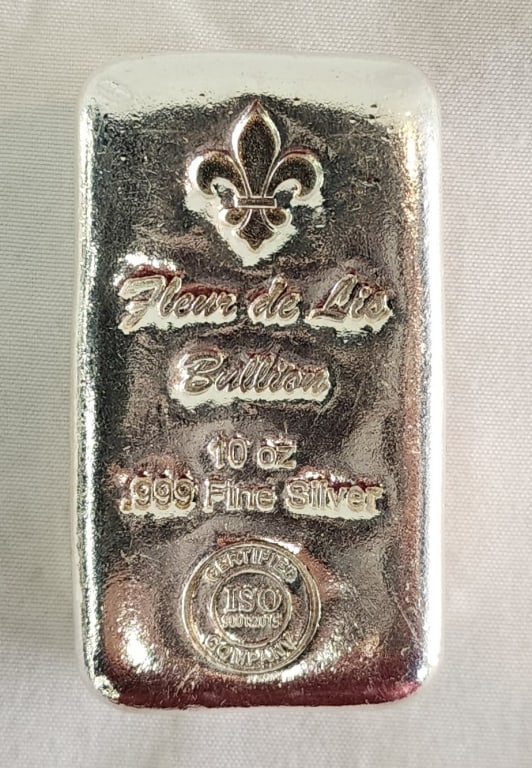 Fleur de Lis
Bullion
10 oz
.999 Fine Silver
CERTIFIED
ISO
9001:2015
COMPANY